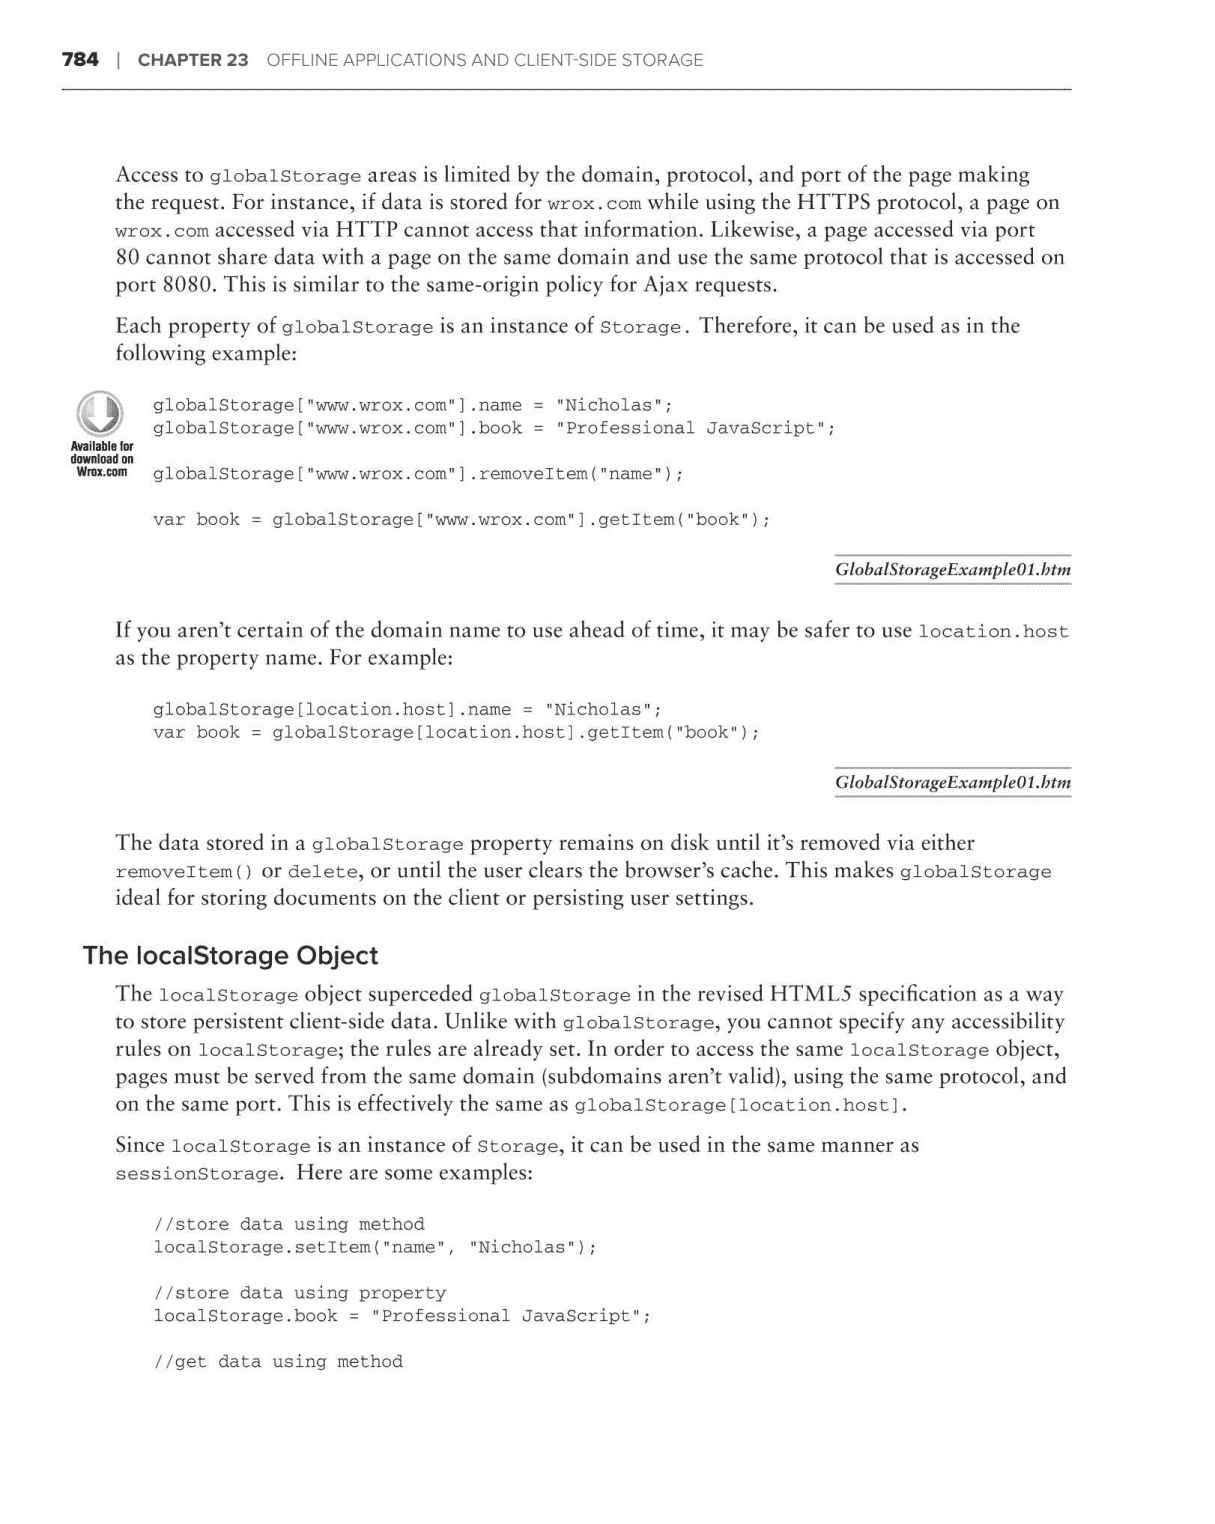 784 | CHAPTER 23 OFFLINE APPLICATIONS AND CLIENT-SIDE STORAGE
Access to globalStorage areas is limited by the domain, protocol, and port of the page making
the request. For instance, if data is stored for wrox.com while using the HTTPS protocol, a page on
wrox.com accessed via HTTP cannot access that information. Likewise, a page accessed via port
80 cannot share data with a page on the same domain and use the same protocol that is accessed on
port 8080. This is similar to the same-origin policy for Ajax requests.
Each property of globalStorage is an instance of Storage. Therefore, it can be used as in the
following example:
globalStorage["www.wrox.com"].name = "Nicholas";
globalStorage["www.wrox.com"].book = "Professional JavaScript";
Available for
download on
Wrox.com
globalStorage["www.wrox.com"].removeItem("name");
var book = globalStorage["www.wrox.com"].getItem("book");
GlobalStorageExample01.htm
If you aren't certain of the domain name to use ahead of time, it may be safer to use location.host
as the property name. For example:
globalStorage[location.host].name = "Nicholas";
var book = globalStorage[location.host].getItem("book");
GlobalStorageExample01.htm
The data stored in a globalStorage property remains on disk until it's removed via either
removeItem() or delete, or until the user clears the browser's cache. This makes globalStorage
ideal for storing documents on the client or persisting user settings.
The localStorage Object
The localStorage object superceded globalStorage in the revised HTML5 specification as a way
to store persistent client-side data. Unlike with globalStorage, you cannot specify any accessibility
rules on localStorage; the rules are already set. In order to access the same localStorage object,
pages must be served from the same domain (subdomains aren't valid), using the same protocol, and
on the same port. This is effectively the same as globalStorage[location.host].
Since localStorage is an instance of Storage, it can be used in the same manner as
sessionStorage. Here are some examples:
//store data using method
localStorage.setItem("name", "Nicholas");
//store data using property
localStorage.book = "Professional JavaScript";
//get data using method